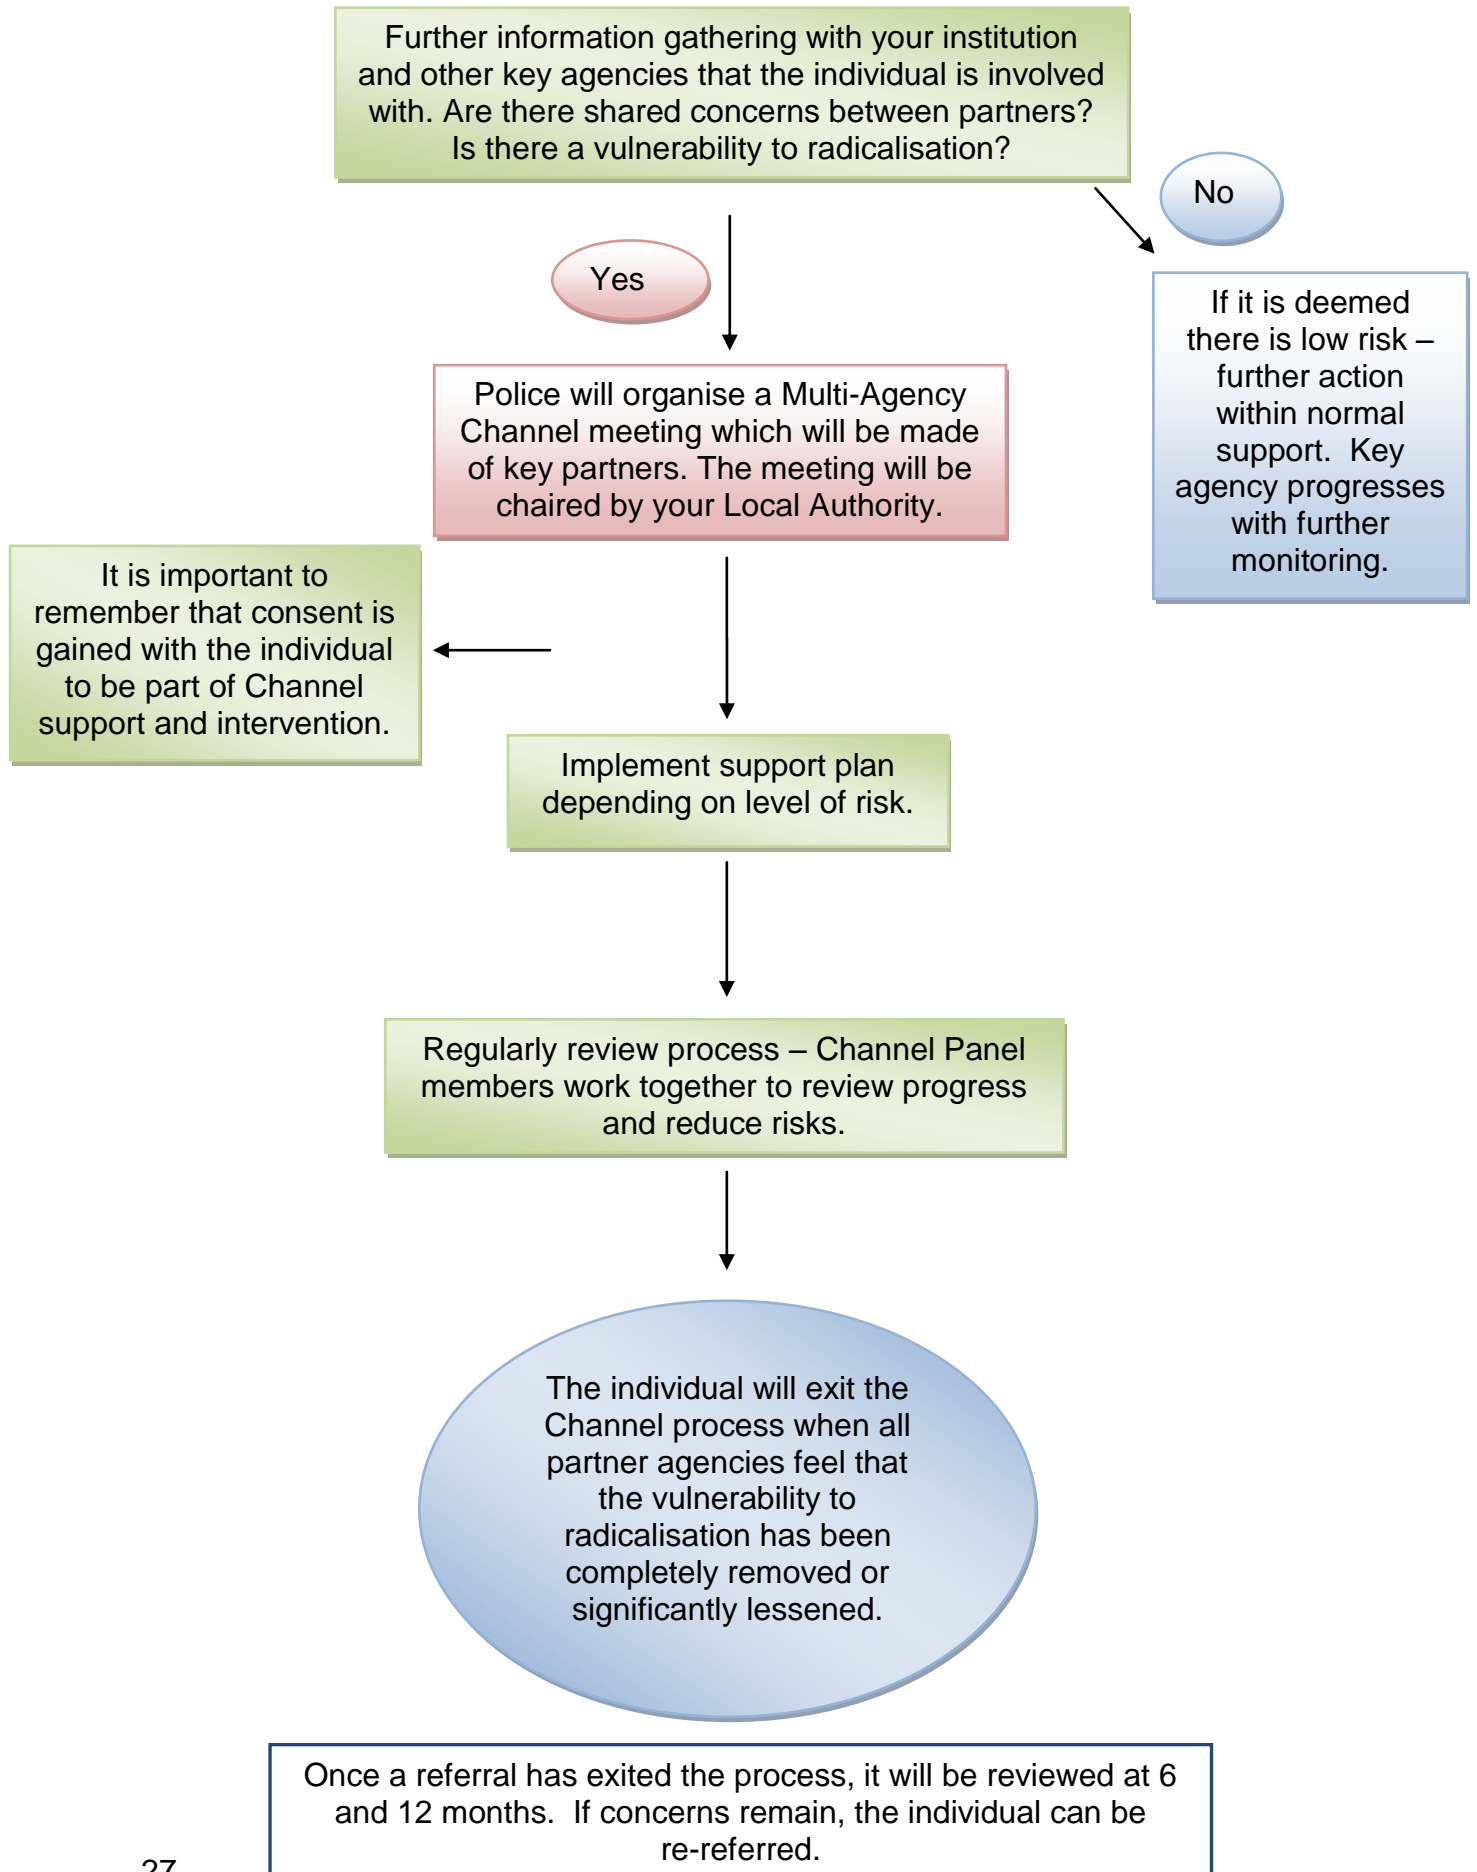 Further information gathering with your institution
and other key agencies that the individual is involved
with. Are there shared concerns between partners?
Is there a vulnerability to radicalisation?
No
Yes
If it is deemed
there is low risk –
further action
within normal
support.  Key
agency progresses
with further
monitoring.
Police will organise a Multi-Agency
Channel meeting which will be made
of key partners. The meeting will be
chaired by your Local Authority.
It is important to
remember that consent is
gained with the individual
to be part of Channel
support and intervention.
Implement support plan
depending on level of risk.
Regularly review process – Channel Panel
members work together to review progress
and reduce risks.
The individual will exit the
Channel process when all
partner agencies feel that
the vulnerability to
radicalisation has been
completely removed or
significantly lessened.
Once a referral has exited the process, it will be reviewed at 6
and 12 months.  If concerns remain, the individual can be
re-referred.
27